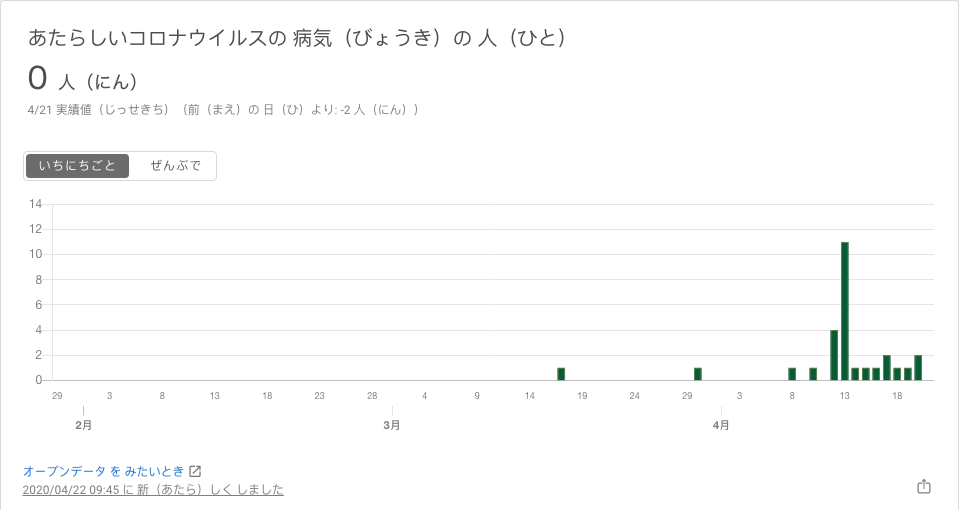 あたらしいコロナウイルスの 病気（びょうき）の 人（ひと）
0 人（にん）
4/21 実績値（じっせきち）（前（まえ）の 日（ひ）より: -2 人（にん））
いちにちごと ぜんぶで
14
12
10
8
6
4
2
0
29 3 8 13 18 23 28 4 9 14 19 24 29 3 8 13 18
2月 3月 4月
オープンデータ を みたいとき
2020/04/22 09:45 に 新（あたら）しく しました